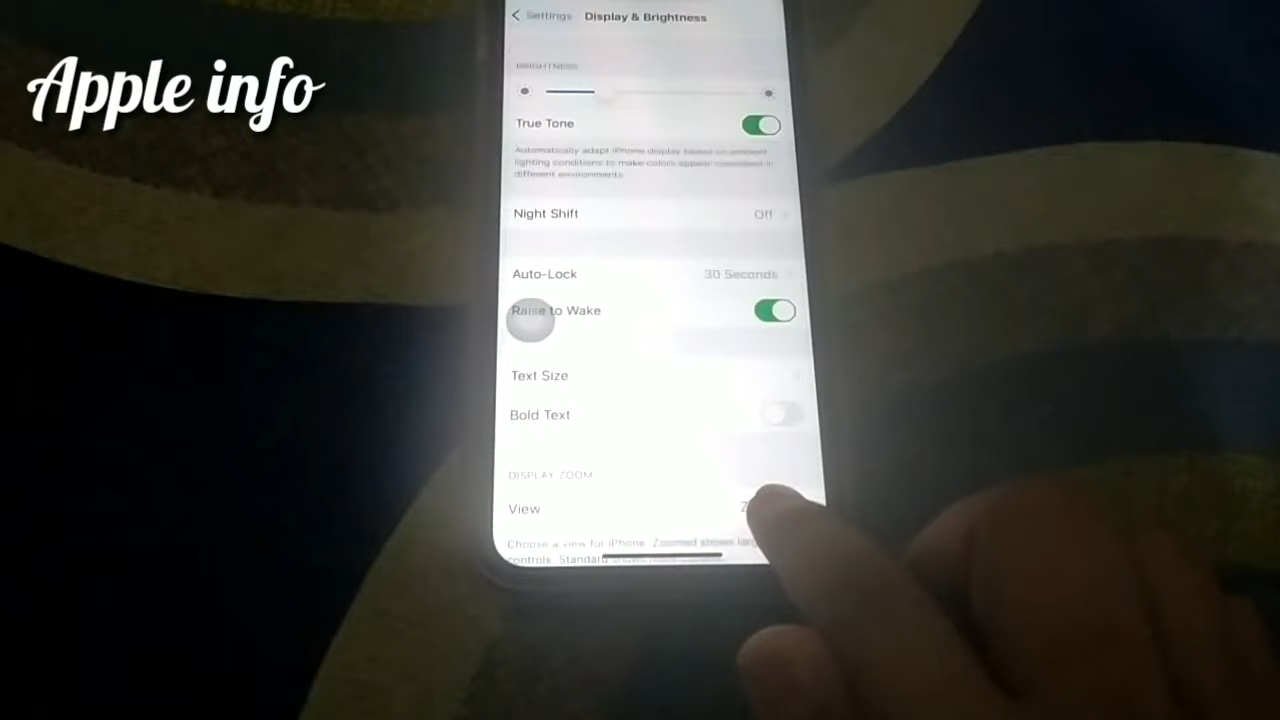 Apple info
Settings
Display & Brightness
BRIGHTNESS
True Tone
Automatically adapt iPhone display based on ambient
lighting conditions to make colors appear consistent in
different environments.
Night Shift
Off
Auto-Lock
30 Seconds
Raise to Wake
Text Size
Bold Text
DISPLAY ZOOM
View
Choose a view for iPhone. Zoomed shows
controls. Standard shows